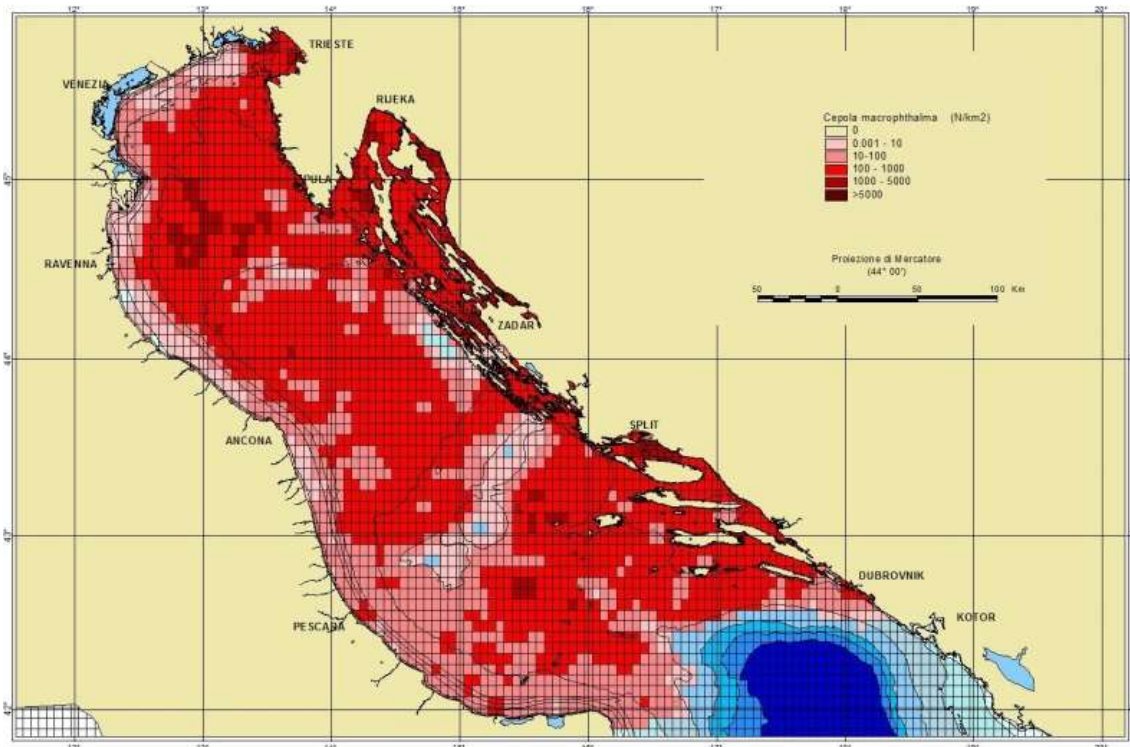 12° 13° 14° 15° 16° 17° 18° 19° 20°
TRIESTE
VENEZIA
RIJEKA
Cepola macrophthalma (N/km2)
0
0.001 - 10
10-100
100 - 1000
1000 - 5000
>5000
45°
PULA
RAVENNA
Proiezione di Mercatore
(44° 00')
50 0 50 100 Km
ZADAR
ANCONA
SPLIT
43°
DUBROVNIK
PESCARA
KOTOR
42°